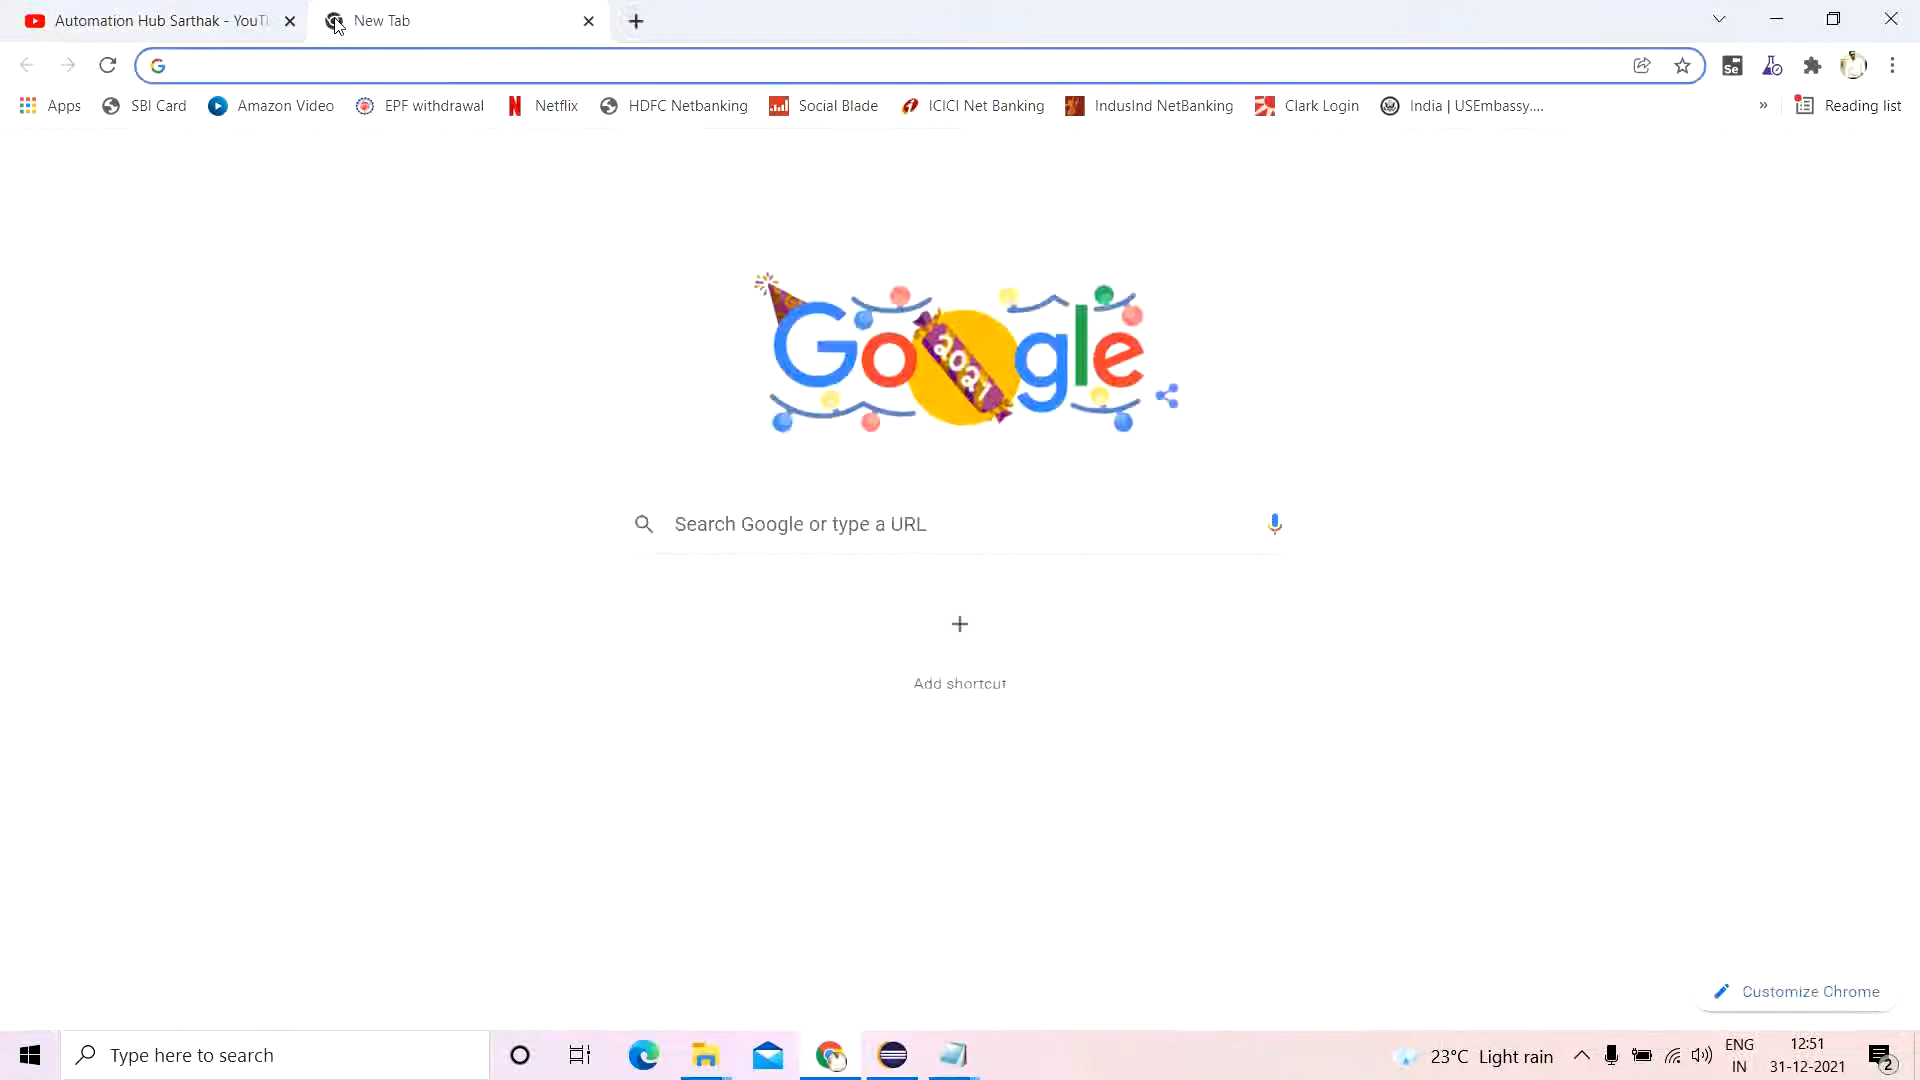 Automation Hub Sarthak - YouT
New Tab
Apps SBI Card Amazon Video EPF withdrawal Netflix HDFC Netbanking Social Blade ICICI Net Banking IndusInd NetBanking Clark Login India | USEmbassy.... » Reading list
Google
2021
Search Google or type a URL
Add shortcut
Customize Chrome
Type here to search
23°C Light rain
ENG
IN
12:51
31-12-2021
2